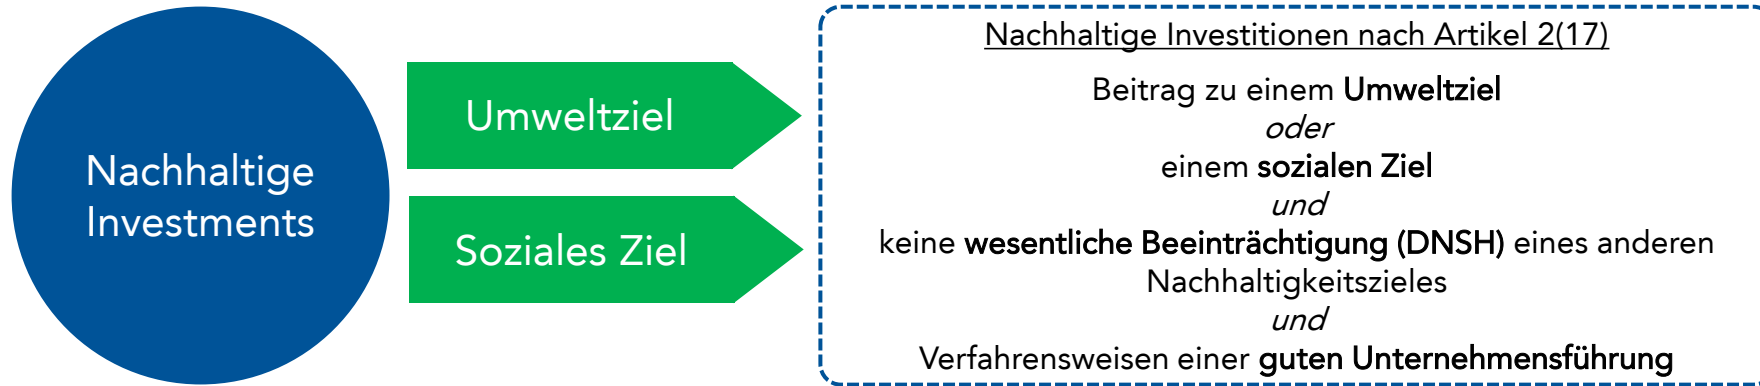 Nachhaltige
Investments
Umweltziel
Soziales Ziel
Nachhaltige Investitionen nach Artikel 2(17)
Beitrag zu einem Umweltziel
oder
einem sozialen Ziel
und
keine wesentliche Beeinträchtigung (DNSH) eines anderen
Nachhaltigkeitszieles
und
Verfahrensweisen einer guten Unternehmensführung